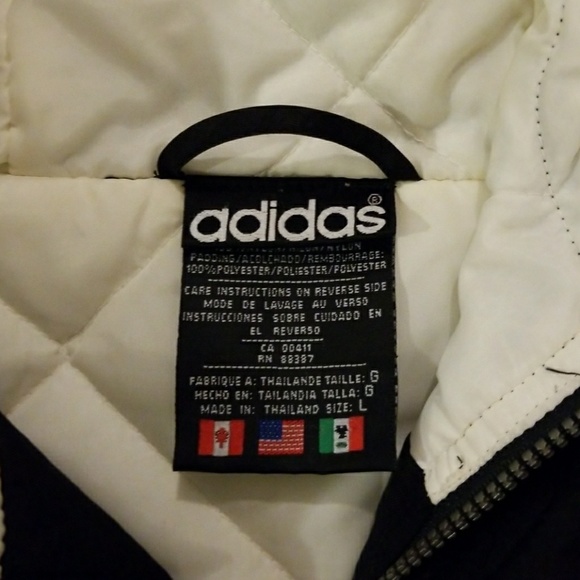 adidas®
PADDING/ACOLCHADO/REMBOURRAGE:
100%POLYESTER/POLIESTER/POLYESTER
CARE INSTRUCTIONS ON REVERSE SIDE
MODE DE LAVAGE AU VERSO
INSTRUCCIONES SOBRE CUIDADO EN
EL REVERSO
CA 00411
RN 88387
FABRIQUE A: THAILANDE TAILLE: G
HECHO EN: TAILANDIA TALLA: G
MADE IN: THAILAND SIZE: L